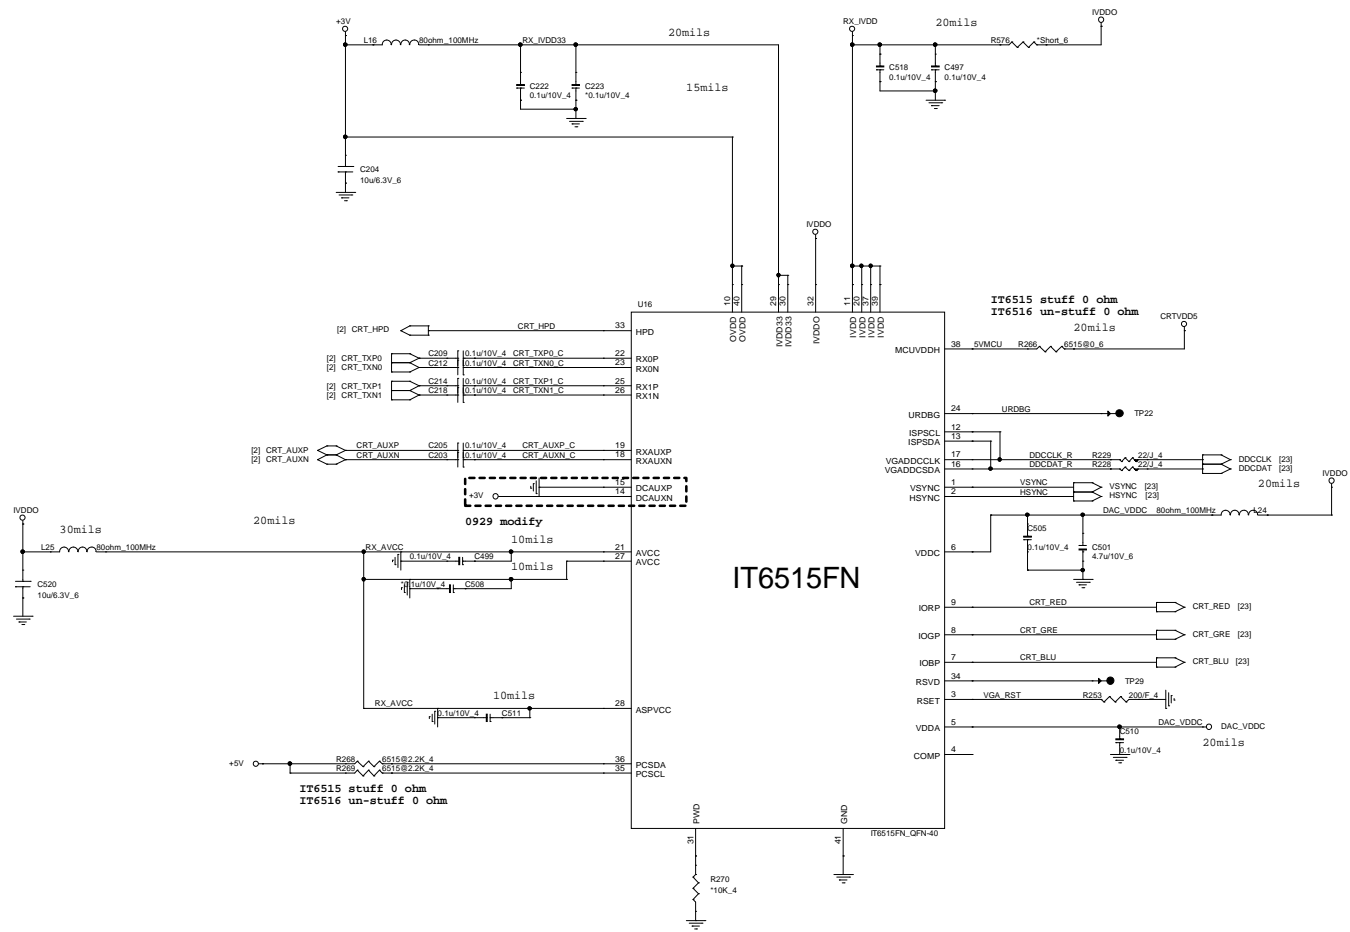 +3V
RX_IVDD
20mils
IVDDO
L16
80ohm_100MHz
RX_IVDD33
20mils
R576
*Short_6
C222
0.1u/10V_4
C223
*0.1u/10V_4
15mils
C518
0.1u/10V_4
C497
0.1u/10V_4
C204
10u/6.3V_6
IVDDO
10
40
29
30
32
11
20
37
39
U16
OVDD
OVDD
IVDD33
IVDD33
IVDDO
IVDD
IVDD
IVDD
IVDD
IT6515 stuff 0 ohm
IT6516 un-stuff 0 ohm
20mils
CRTVDD5
[2] CRT_HPD
CRT_HPD
33
HPD
MCUVDDH
38
5VMCU
R266
6515@0_6
[2] CRT_TXP0
C209
0.1u/10V_4
CRT_TXP0_C
22
RX0P
[2] CRT_TXN0
C212
0.1u/10V_4
CRT_TXN0_C
23
RX0N
[2] CRT_TXP1
C214
0.1u/10V_4
CRT_TXP1_C
25
RX1P
[2] CRT_TXN1
C218
0.1u/10V_4
CRT_TXN1_C
26
RX1N
URDBG
24
URDBG
TP22
ISPSCL
12
ISPSDA
13
[2] CRT_AUXP
CRT_AUXP
C205
0.1u/10V_4
CRT_AUXP_C
19
RXAUXP
[2] CRT_AUXN
CRT_AUXN
C203
0.1u/10V_4
CRT_AUXN_C
18
RXAUXN
VGADDCCLK
17
DDCCLK_R
R229
22/J_4
DDCCLK [23]
VGADDCSDA
16
DDCDAT_R
R228
22/J_4
DDCDAT [23]
15
DCAUXP
+3V
14
DCAUXN
0929 modify
VSYNC
1
VSYNC
VSYNC [23]
HSYNC
2
HSYNC
HSYNC [23]
20mils
IVDDO
DAC_VDDC
80ohm_100MHz
L24
IVDDO
30mils
20mils
L25
80ohm_100MHz
RX_AVCC
0.1u/10V_4
C499
10mils
21
AVCC
27
AVCC
10mils
*0.1u/10V_4
C508
C520
10u/6.3V_6
VDDC
6
C505
0.1u/10V_4
C501
4.7u/10V_6
IT6515FN
IORP
9
CRT_RED
CRT_RED [23]
IOGP
8
CRT_GRE
CRT_GRE [23]
IOBP
7
CRT_BLU
CRT_BLU [23]
RSVD
34
TP29
RSET
3
VGA_RST
R253
200/F_4
10mils
RX_AVCC
0.1u/10V_4
C511
28
ASPVCC
VDDA
5
DAC_VDDC
DAC_VDDC
C510
0.1u/10V_4
20mils
COMP
4
+5V
R268
6515@2.2K_4
36
PCSDA
R269
6515@2.2K_4
35
PCSCL
IT6515 stuff 0 ohm
IT6516 un-stuff 0 ohm
PWD
GND
IT6515FN_QFN-40
31
41
R270
*10K_4